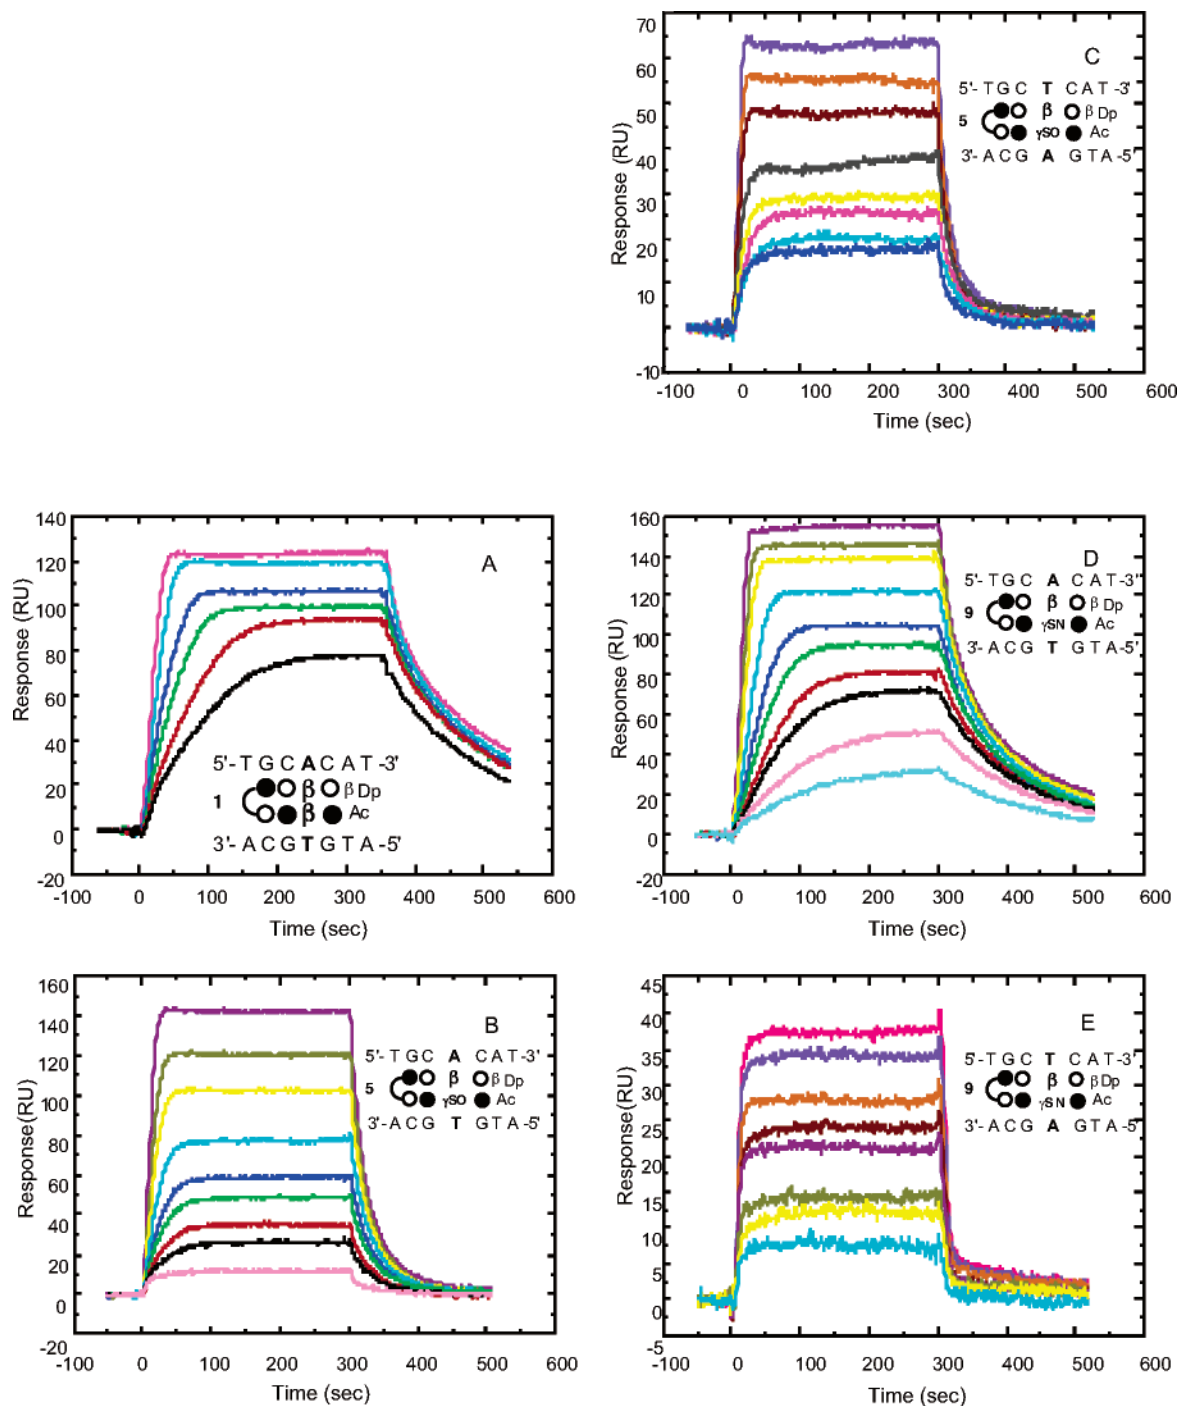 70
60
50
40
30
20
10
-10
-100 0 100 200 300 400 500 600
Response (RU)
Time (sec)
C
5'- T G C T C A T -3'
β β Dp
5 γSO Ac
3'- A C G A G T A -5'
140
120
100
80
60
40
20
0
-20
-100 0 100 200 300 400 500 600
Response (RU)
Time (sec)
A
5'- T G C A C A T -3'
β β Dp
1 β Ac
3'- A C G T G T A -5'
160
140
120
100
80
60
40
20
0
-20
-100 0 100 200 300 400 500 600
Response (RU)
Time (sec)
D
5'- T G C A C A T -3'
β β Dp
9 γSN Ac
3'- A C G T G T A -5'
160
140
120
100
80
60
40
20
0
-20
-100 0 100 200 300 400 500 600
Response (RU)
Time (sec)
B
5'- T G C A C A T -3'
β β Dp
5 γSO Ac
3'- A C G T G T A -5'
45
40
35
30
25
20
15
10
5
0
-5
-100 0 100 200 300 400 500 600
Response (RU)
Time (sec)
E
5'- T G C T C A T -3'
β β Dp
9 γSN Ac
3'- A C G A G T A -5'